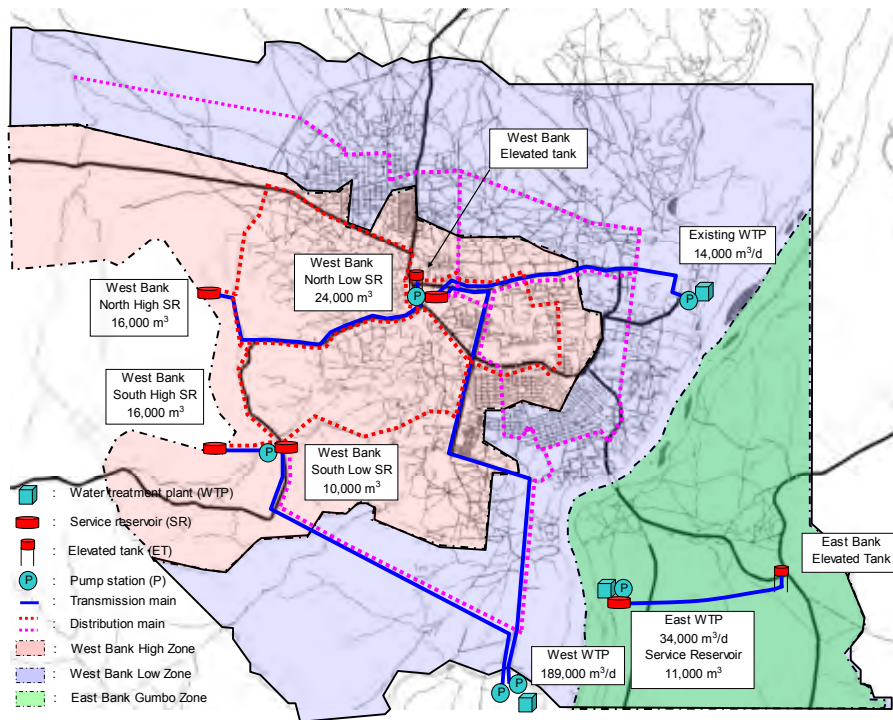 West Bank
Elevated tank
Existing WTP
14,000 m³/d
West Bank
North Low SR
24,000 m³
P
P
West Bank
North High SR
16,000 m³
West Bank
South High SR
16,000 m³
P
West Bank
South Low SR
10,000 m³
: Water treatment plant (WTP)
: Service reservoir (SR)
: Elevated tank (ET)
P : Pump station (P)
: Transmission main
: Distribution main
: West Bank High Zone
: West Bank Low Zone
: East Bank Gumbo Zone
East Bank
Elevated Tank
P
East WTP
34,000 m³/d
Service Reservoir
11,000 m³
West WTP
189,000 m³/d
P
P